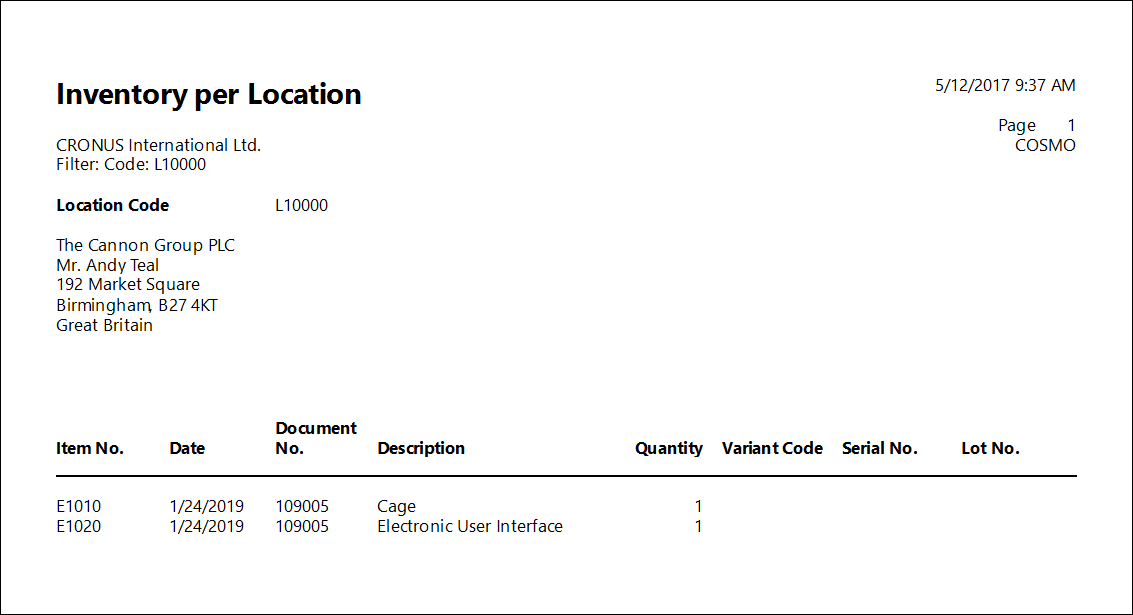 Inventory per Location
5/12/2017 9:37 AM
Page 1
CRONUS International Ltd.
COSMO
Filter: Code: L10000
Location Code L10000
The Cannon Group PLC
Mr. Andy Teal
192 Market Square
Birmingham, B27 4KT
Great Britain
Document
Item No. Date No. Description Quantity Variant Code Serial No. Lot No.
E1010 1/24/2019 109005 Cage 1
E1020 1/24/2019 109005 Electronic User Interface 1